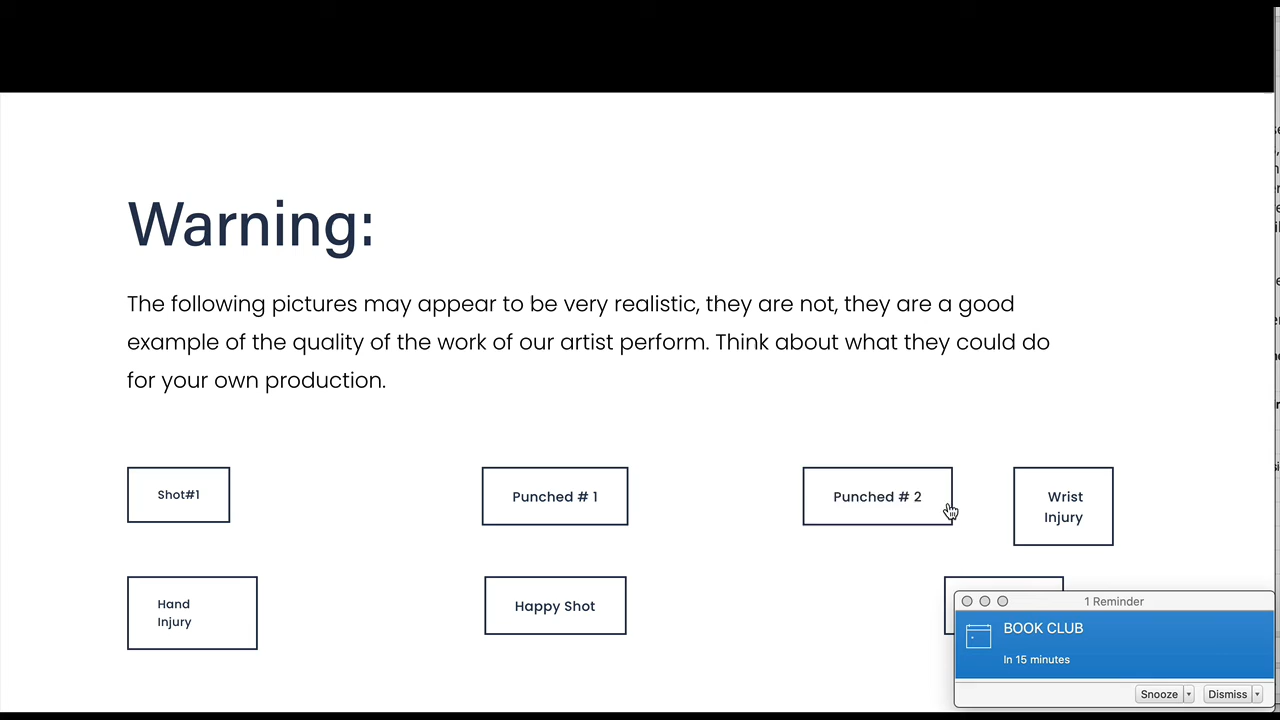 Warning:
The following pictures may appear to be very realistic, they are not, they are a good
example of the quality of the work of our artist perform. Think about what they could do
for your own production.
Shot#1
Punched # 1
Punched # 2
Wrist
Injury
Hand
Injury
Happy Shot
1 Reminder
BOOK CLUB
In 15 minutes
Snooze
Dismiss